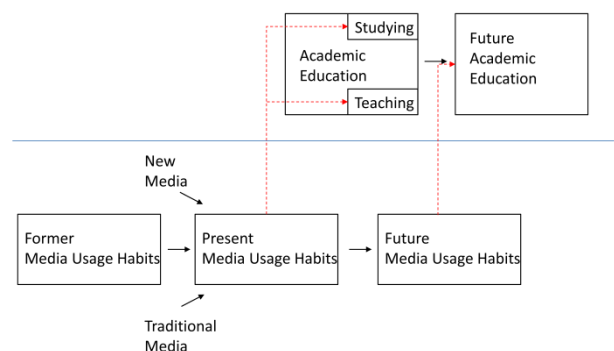 Studying
Academic
Education
Teaching
Future
Academic
Education
New
Media
Former
Media Usage Habits
Present
Media Usage Habits
Future
Media Usage Habits
Traditional
Media